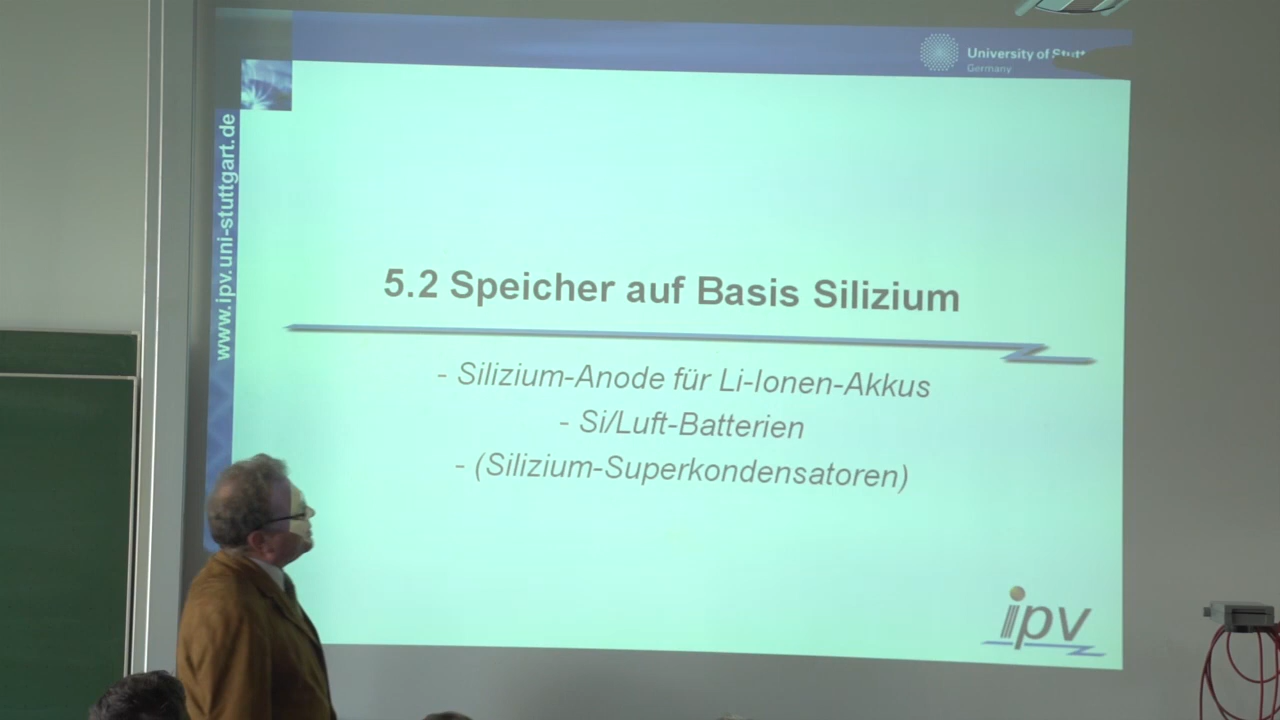 University of
Germany
www.ipv.uni-stuttgart.de
5.2 Speicher auf Basis Silizium
- Silizium-Anode für Li-Ionen-Akkus
- Si/Luft-Batterien
- (Silizium-Superkondensatoren)
ipv